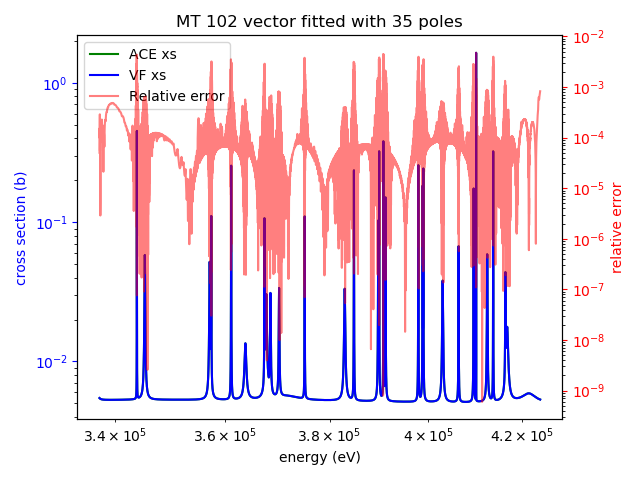 MT 102 vector fitted with 35 poles
ACE xs
VF xs
Relative error
cross section (b)
10⁰
10⁻¹
10⁻²
10⁻²
10⁻³
10⁻⁴
10⁻⁵
10⁻⁶
10⁻⁷
10⁻⁸
10⁻⁹
relative error
3.4 × 10⁵ 3.6 × 10⁵ 3.8 × 10⁵ 4 × 10⁵ 4.2 × 10⁵
energy (eV)